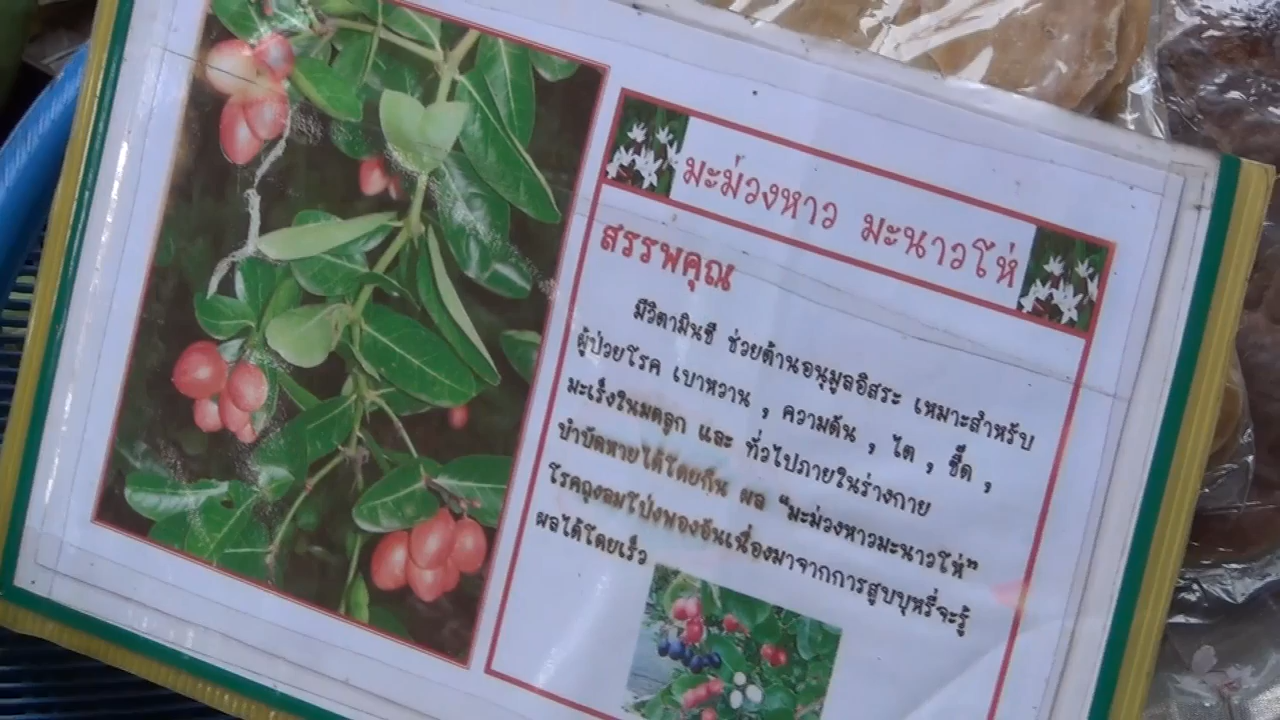 มะม่วงหาว มะนาวโห่
สรรพคุณ
มีวิตามินซี ช่วยต้านอนุมูลอิสระ เหมาะสำหรับ
ผู้ป่วยโรค เบาหวาน , ความดัน , ไต , ซี๊ด ,
มะเร็งในมดลูก และ ทั่วไปภายในร่างกาย
บำบัดหายได้โดยกิน ผล “มะม่วงหาวมะนาวโห่”
โรคถุงลมโป่งพองอันเนื่องมาจากการสูบบุหรี่จะรู้
ผลได้โดยเร็ว